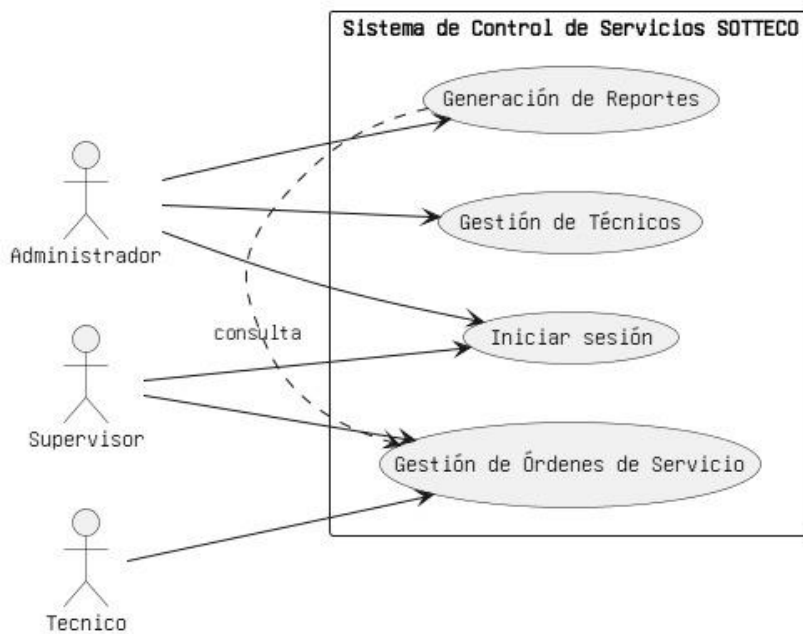 Sistema de Control de Servicios SOTTECO
Generación de Reportes
Gestión de Técnicos
Administrador
consulta
Iniciar sesión
Supervisor
Gestión de Órdenes de Servicio
Tecnico